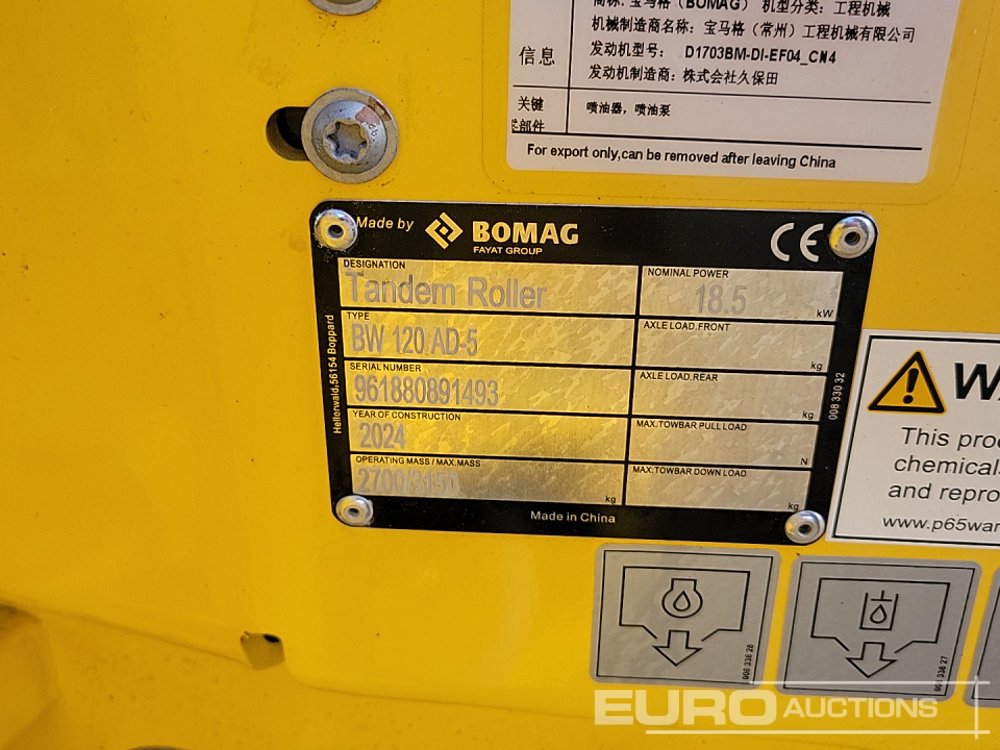 商标：宝马格（BOMAG） 机型分类：工程机械
机械制造商名称：宝马格（常州）工程机械有限公司
信息
发动机型号： D1703BM-DI-EF04_CN4
发动机制造商：株式会社久保田
关键
部件
喷油器，喷油泵
For export only,can be removed after leaving China
Made by BOMAG
FAYAT GROUP
CE
DESIGNATION
Tandem Roller
NOMINAL POWER
18.5 kW
TYPE
BW 120 AD-5
AXLE LOAD.FRONT
kg
SERIAL NUMBER
961880891493
AXLE LOAD.REAR
kg
YEAR OF CONSTRUCTION
2024
MAX.TOWBAR PULL LOAD
N
OPERATING MASS / MAX.MASS
2700/3150 kg
MAX.TOWBAR DOWN LOAD
kg
Made in China
Hellerwald,56154 Boppard
008 330 32
WA
This prod
chemicals
and repro
www.p65war
008 338 28
008 338 27
EURO AUCTIONS